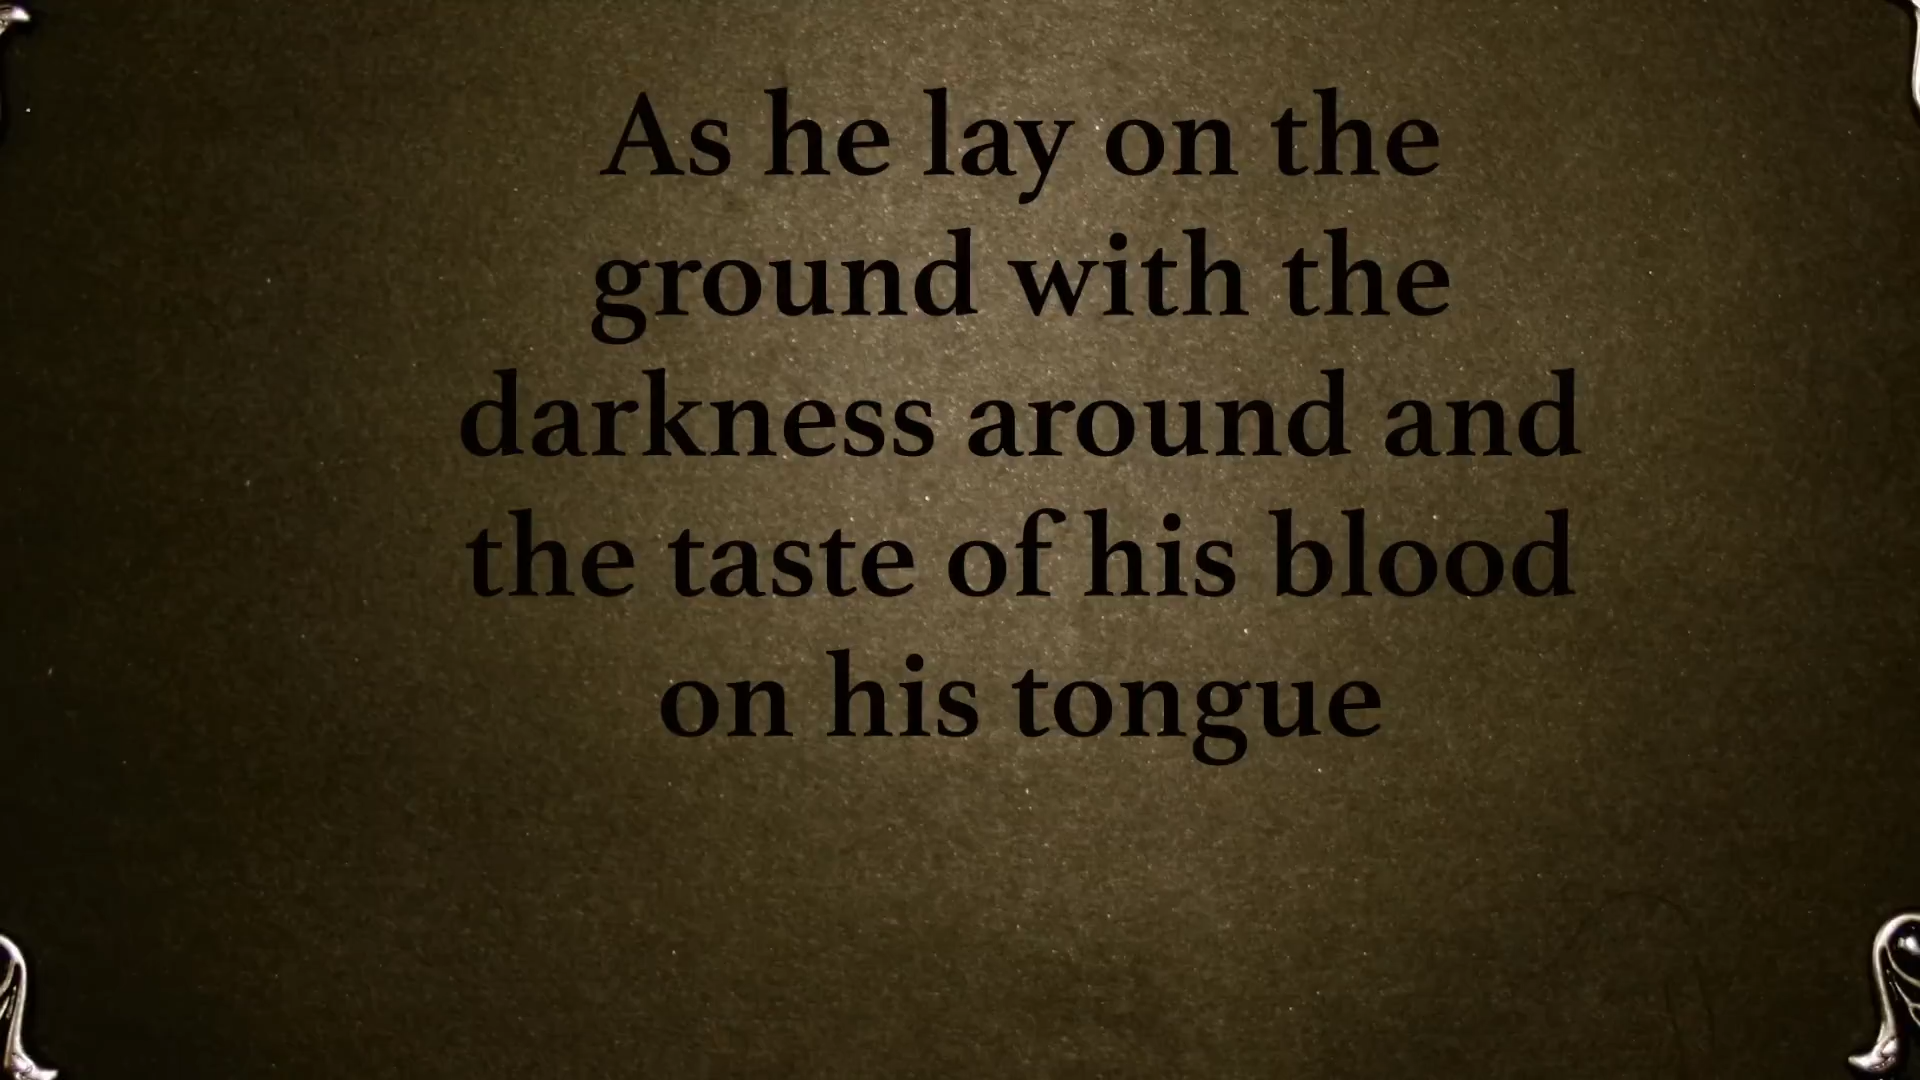 As he lay on the
ground with the
darkness around and
the taste of his blood
on his tongue